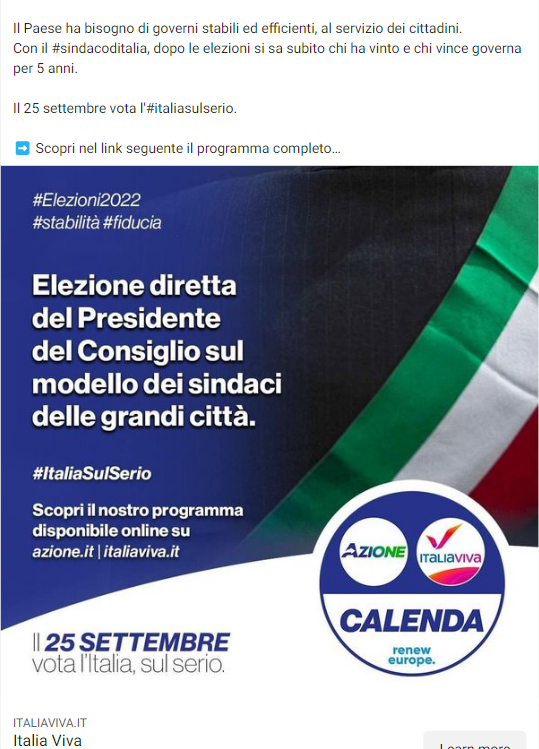 Il Paese ha bisogno di governi stabili ed efficienti, al servizio dei cittadini.
Con il #sindacoditalia, dopo le elezioni si sa subito chi ha vinto e chi vince governa
per 5 anni.
Il 25 settembre vota l'#italiasulserio.
➡️ Scopri nel link seguente il programma completo...
#Elezioni2022
#stabilità #fiducia
Elezione diretta
del Presidente
del Consiglio sul
modello dei sindaci
delle grandi città.
#ItaliaSulSerio
Scopri il nostro programma
disponibile online su
azione.it | italiaviva.it
AZIONE
ITALIAVIVA
CALENDA
renew
europe.
Il 25 SETTEMBRE
vota l'Italia, sul serio.
ITALIAVIVA.IT
Italia Viva
Learn more